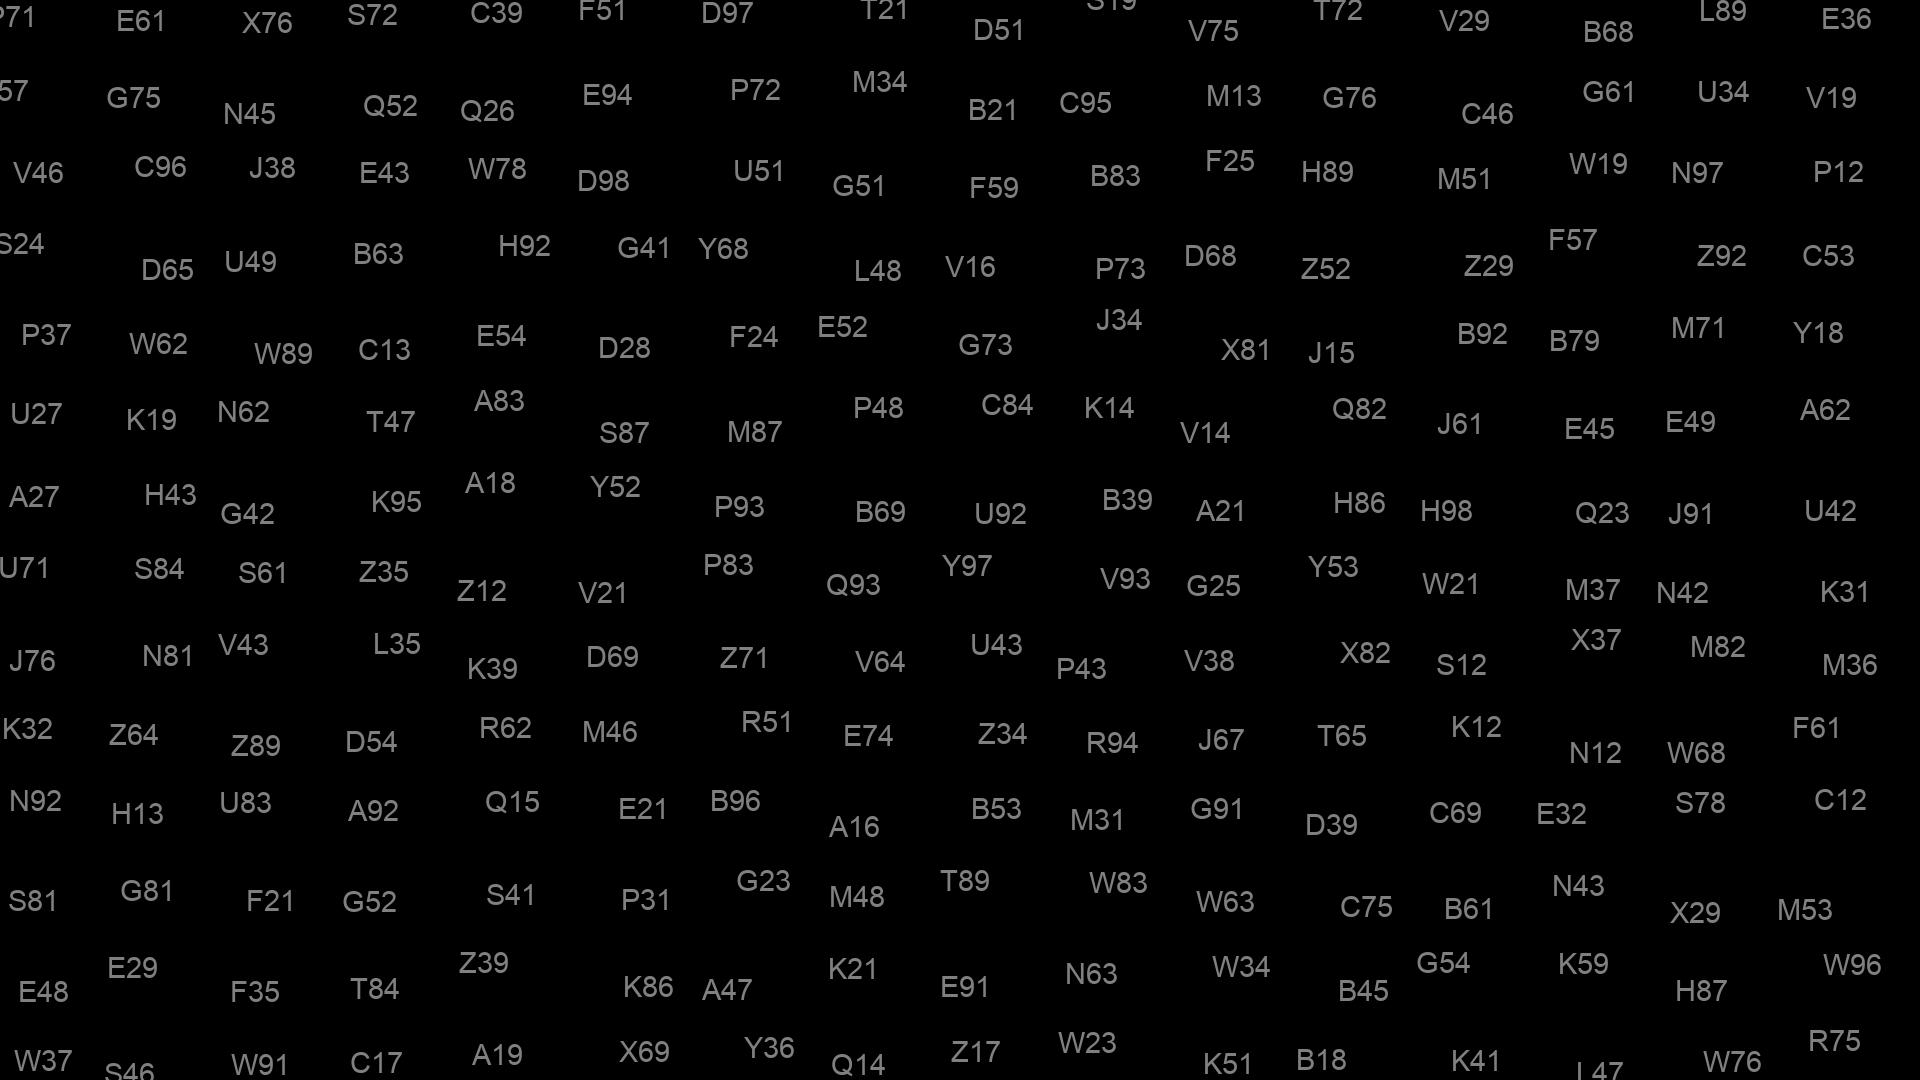 P71 E61 X76 S72 C39 F51 D97 T21 D51 S19 V75 T72 V29 B68 L89 E36
57 G75 N45 Q52 Q26 E94 P72 M34 B21 C95 M13 G76 C46 G61 U34 V19
V46 C96 J38 E43 W78 D98 U51 G51 F59 B83 F25 H89 M51 W19 N97 P12
S24 D65 U49 B63 H92 G41 Y68 L48 V16 P73 D68 Z52 Z29 F57 Z92 C53
P37 W62 W89 C13 E54 D28 F24 E52 G73 J34 X81 J15 B92 B79 M71 Y18
U27 K19 N62 T47 A83 S87 M87 P48 C84 K14 V14 Q82 J61 E45 E49 A62
A27 H43 G42 K95 A18 Y52 P93 B69 U92 B39 A21 H86 H98 Q23 J91 U42
U71 S84 S61 Z35 Z12 V21 P83 Q93 Y97 V93 G25 Y53 W21 M37 N42 K31
J76 N81 V43 L35 K39 D69 Z71 V64 U43 P43 V38 X82 S12 X37 M82 M36
K32 Z64 Z89 D54 R62 M46 R51 E74 Z34 R94 J67 T65 K12 N12 W68 F61
N92 H13 U83 A92 Q15 E21 B96 A16 B53 M31 G91 D39 C69 E32 S78 C12
S81 G81 F21 G52 S41 P31 G23 M48 T89 W83 W63 C75 B61 N43 X29 M53
E48 E29 F35 T84 Z39 K86 A47 K21 E91 N63 W34 B45 G54 K59 H87 W96
W37 S46 W91 C17 A19 X69 Y36 Q14 Z17 W23 K51 B18 K41 L47 W76 R75